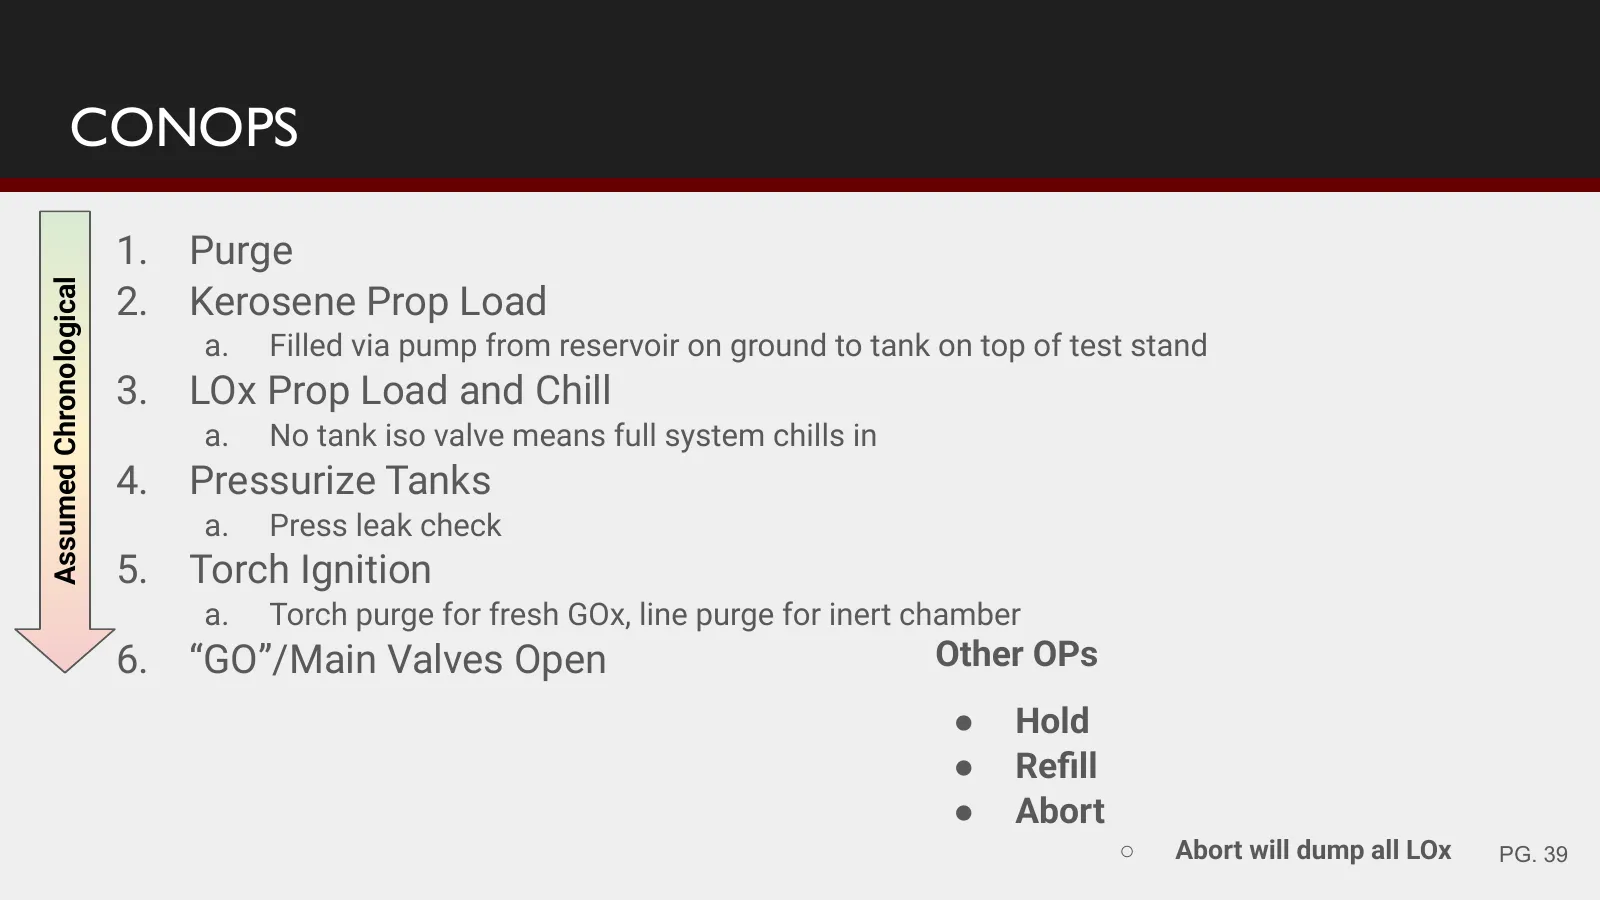 CONOPS
Assumed Chronological
1. Purge
2. Kerosene Prop Load
a. Filled via pump from reservoir on ground to tank on top of test stand
3. LOx Prop Load and Chill
a. No tank iso valve means full system chills in
4. Pressurize Tanks
a. Press leak check
5. Torch Ignition
a. Torch purge for fresh GOx, line purge for inert chamber
6. “GO”/Main Valves Open
Other OPs
● Hold
● Refill
● Abort
○ Abort will dump all LOx
PG. 39